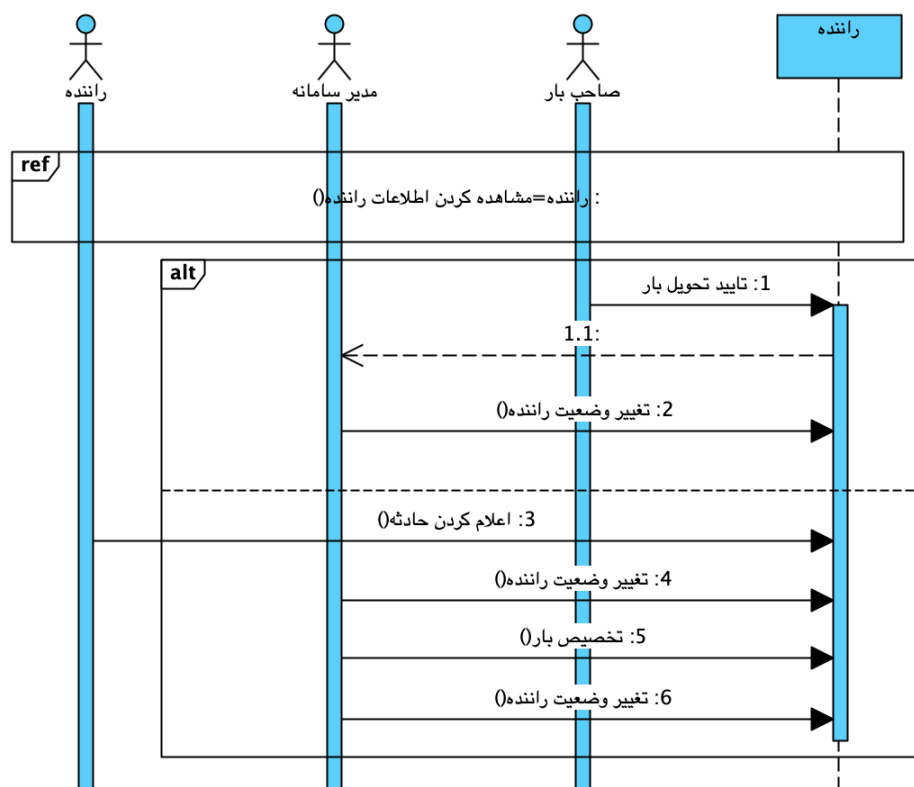 راننده
مدیر سامانه
صاحب بار
راننده
ref
: راننده=مشاهده کردن اطلاعات راننده()
alt
1: تایید تحویل بار
1.1:
2: تغییر وضعیت راننده()
3: اعلام کردن حادثه()
4: تغییر وضعیت راننده()
5: تخصیص بار()
6: تغییر وضعیت راننده()